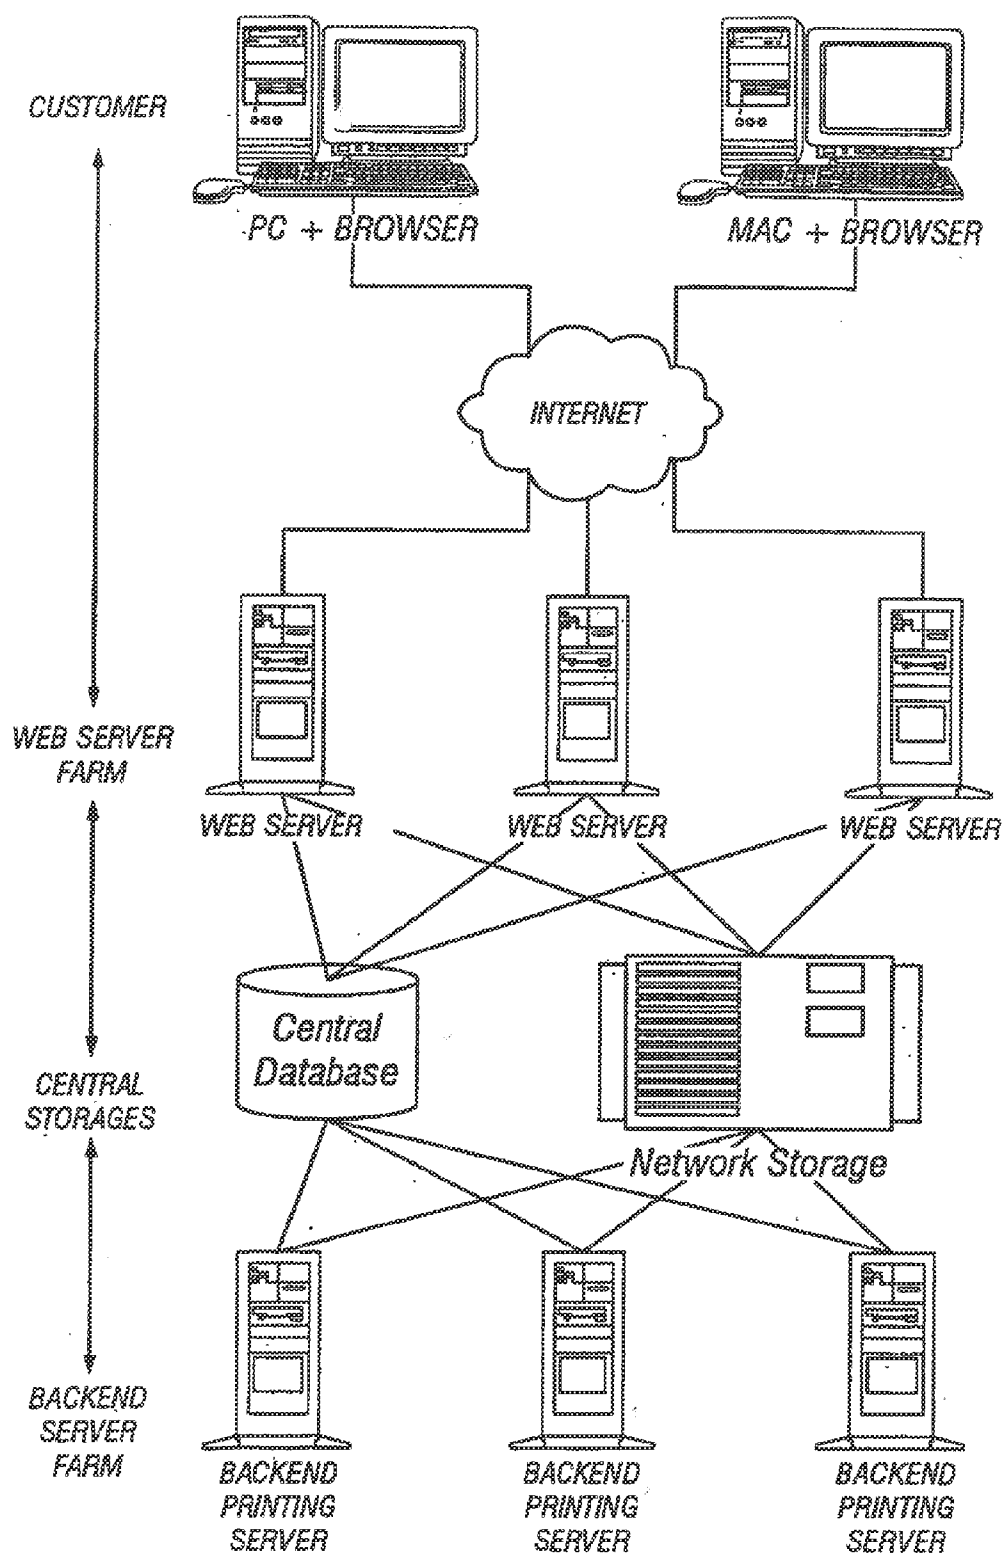 CUSTOMER
PC + BROWSER
MAC + BROWSER
INTERNET
WEB SERVER
FARM
WEB SERVER
WEB SERVER
WEB SERVER
Central
Database
CENTRAL
STORAGES
Network Storage
BACKEND
SERVER
FARM
BACKEND
PRINTING
SERVER
BACKEND
PRINTING
SERVER
BACKEND
PRINTING
SERVER